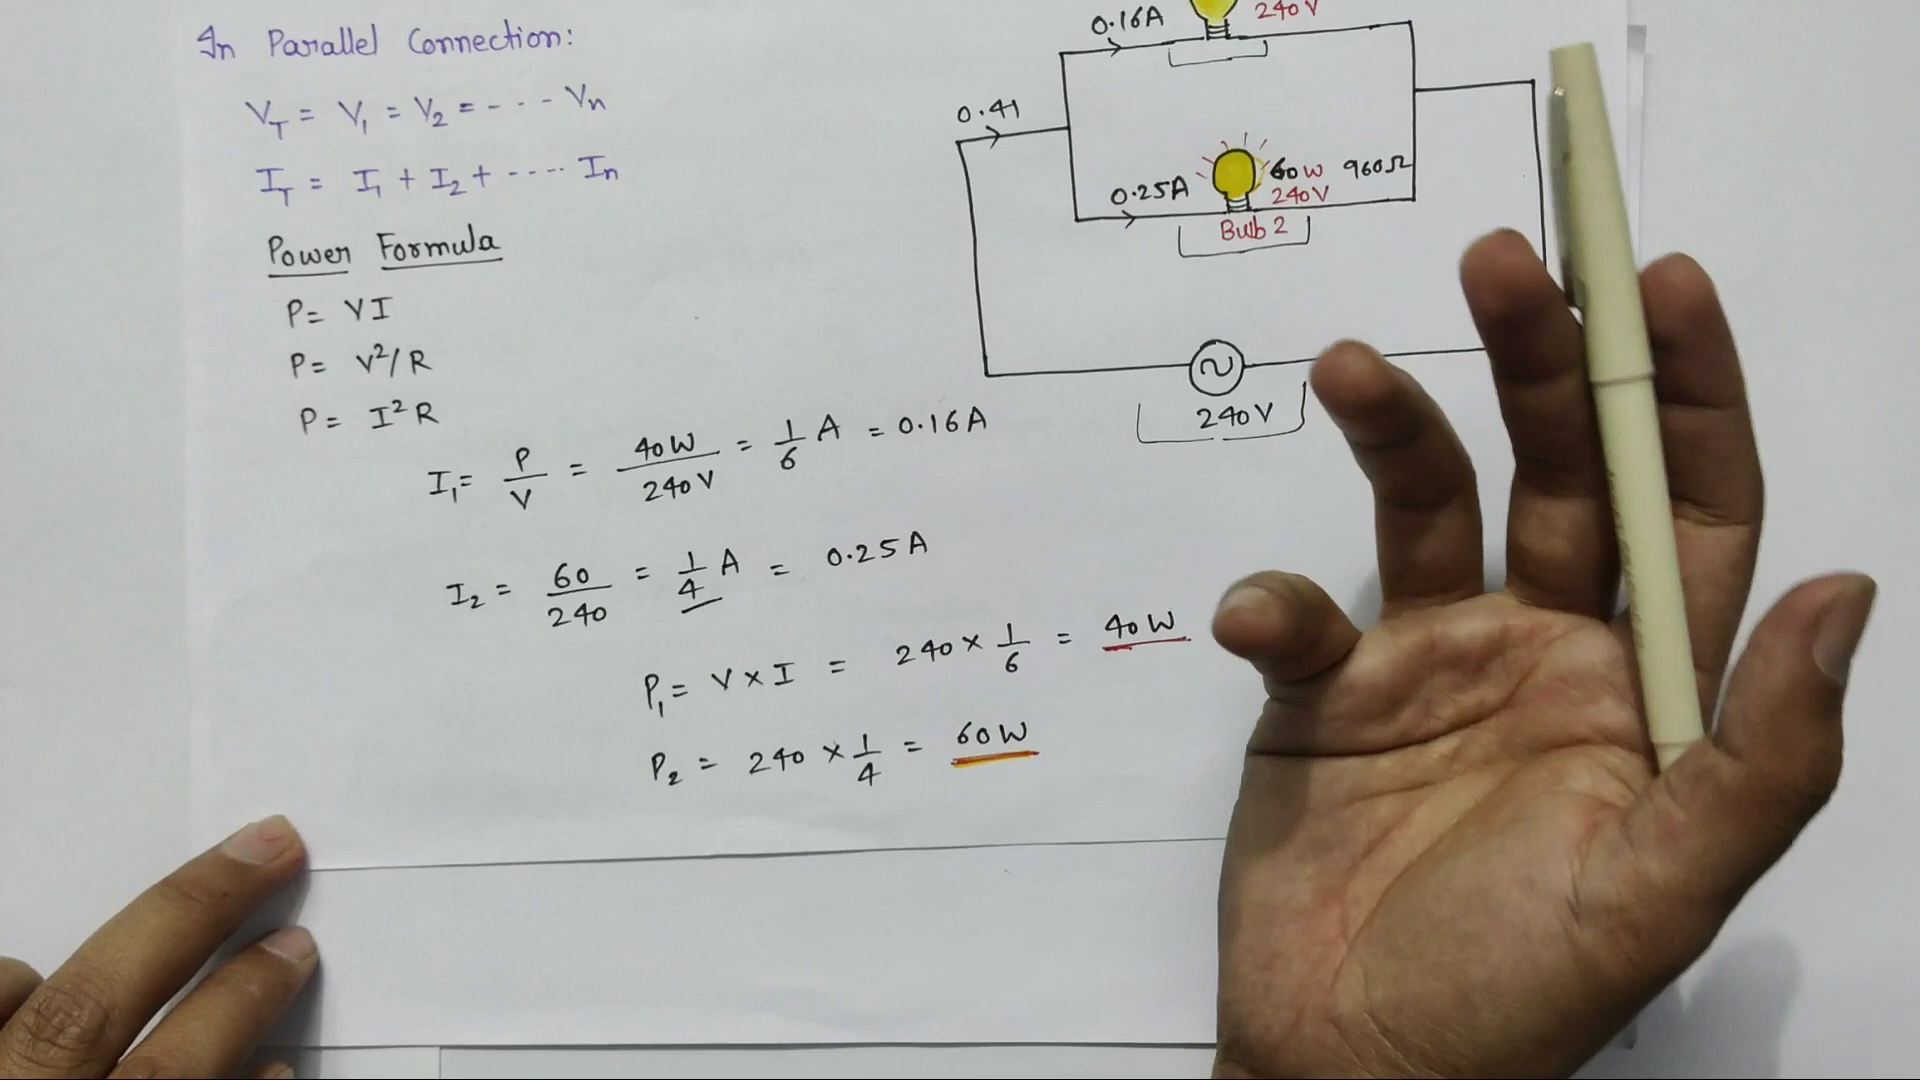 In Parallel Connection:
V_T = V_1 = V_2 = - - - - V_n
I_T = I_1 + I_2 + - - - - I_n
Power Formula
P = VI
P = V²/R
P = I²R
I_1 = P/V = 40W/240V = 1/6 A = 0.16A
I_2 = 60/240 = 1/4 A = 0.25A
P_1 = V × I = 240 × 1/6 = 40W
P_2 = 240 × 1/4 = 60W
0.16A
240V
0.41
0.25A
60W 960Ω
240V
Bulb 2
240V